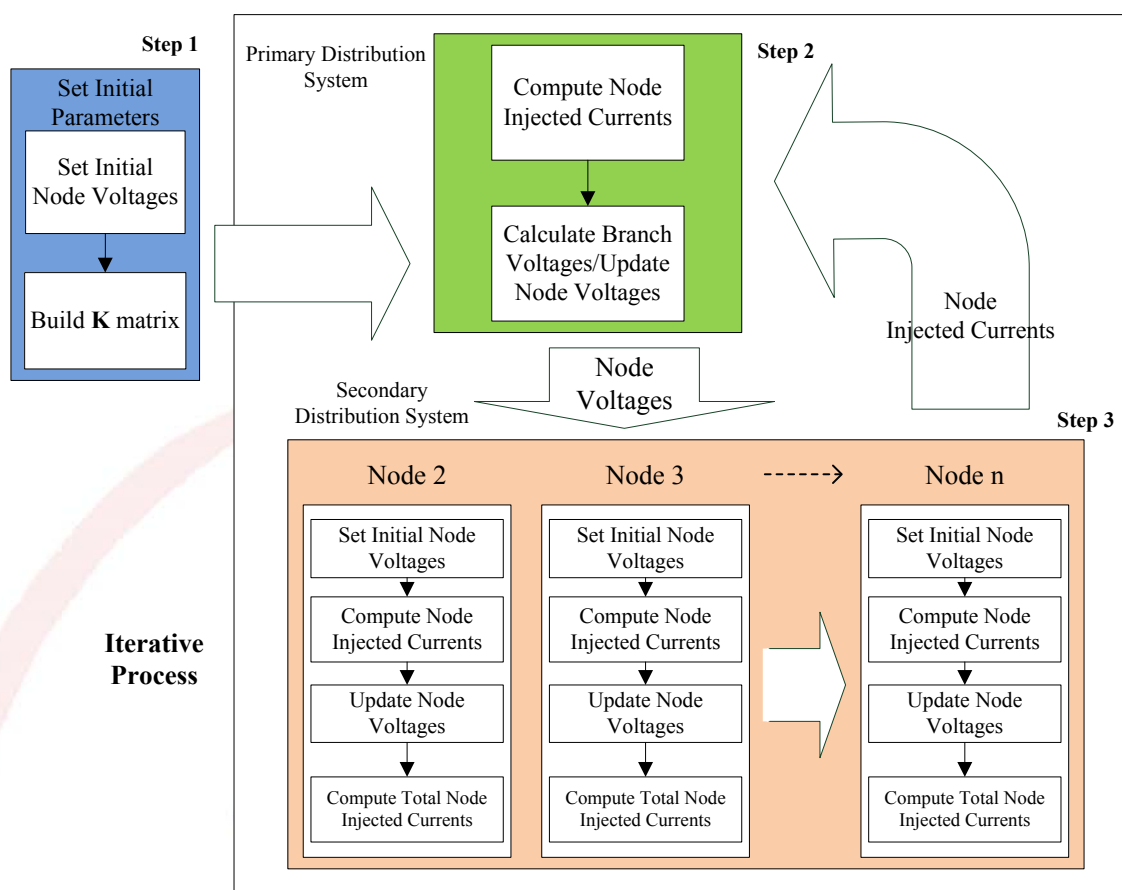 Step 1
Set Initial
Parameters
Set Initial
Node Voltages
Build K matrix
Primary Distribution
System
Step 2
Compute Node
Injected Currents
Calculate Branch
Voltages/Update
Node Voltages
Node
Injected Currents
Node
Voltages
Secondary
Distribution System
Step 3
Iterative
Process
Node 2
Set Initial Node
Voltages
Compute Node
Injected Currents
Update Node
Voltages
Compute Total Node
Injected Currents
Node 3
Set Initial Node
Voltages
Compute Node
Injected Currents
Update Node
Voltages
Compute Total Node
Injected Currents
Node n
Set Initial Node
Voltages
Compute Node
Injected Currents
Update Node
Voltages
Compute Total Node
Injected Currents